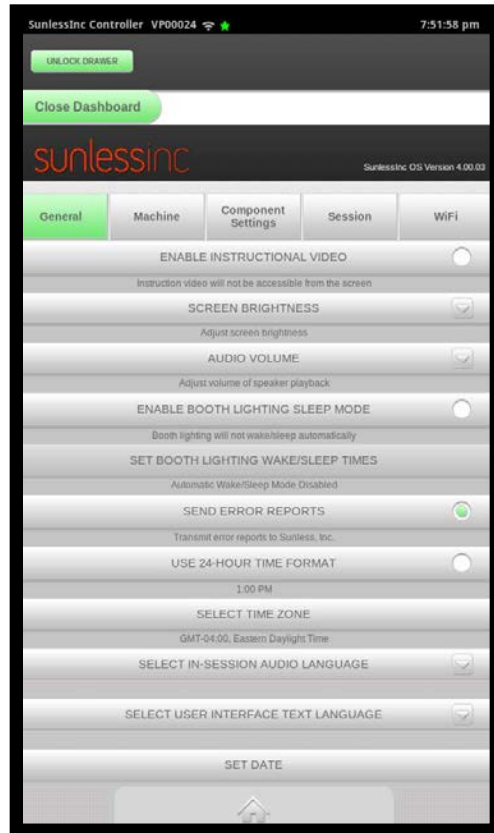 SunlessInc Controller VP00024 7:51:58 pm
UNLOCK DRAWER
Close Dashboard
sunlessinc
SunlessInc OS Version 4.00.03
General Machine Component Settings Session WiFi
ENABLE INSTRUCTIONAL VIDEO
Instruction video will not be accessible from the screen
SCREEN BRIGHTNESS
Adjust screen brightness
AUDIO VOLUME
Adjust volume of speaker playback
ENABLE BOOTH LIGHTING SLEEP MODE
Booth lighting will not wake/sleep automatically
SET BOOTH LIGHTING WAKE/SLEEP TIMES
Automatic Wake/Sleep Mode Disabled
SEND ERROR REPORTS
Transmit error reports to Sunless, Inc.
USE 24-HOUR TIME FORMAT
1:00 PM
SELECT TIME ZONE
GMT-04:00, Eastern Daylight Time
SELECT IN-SESSION AUDIO LANGUAGE
SELECT USER INTERFACE TEXT LANGUAGE
SET DATE